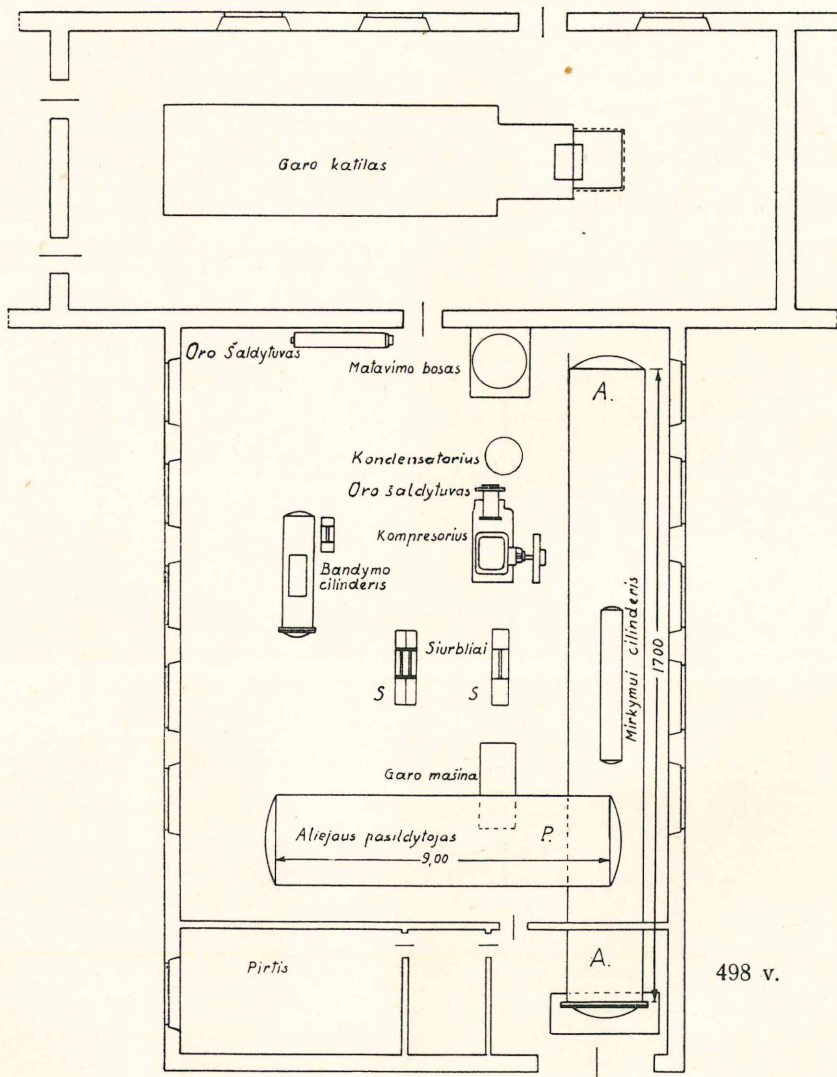 Garo katilas
Oro Šaldytuvas
Matavimo bosas
A.
Kondensatorius
Oro šaldytuvas
Kompresorius
Bandymo
cilinderis
Mirkymui cilinderis
1700
Siurbliai
S
S
Garo mašina
Aliejaus pasildytojas
P.
9,00
Pirtis
A.
498 v.